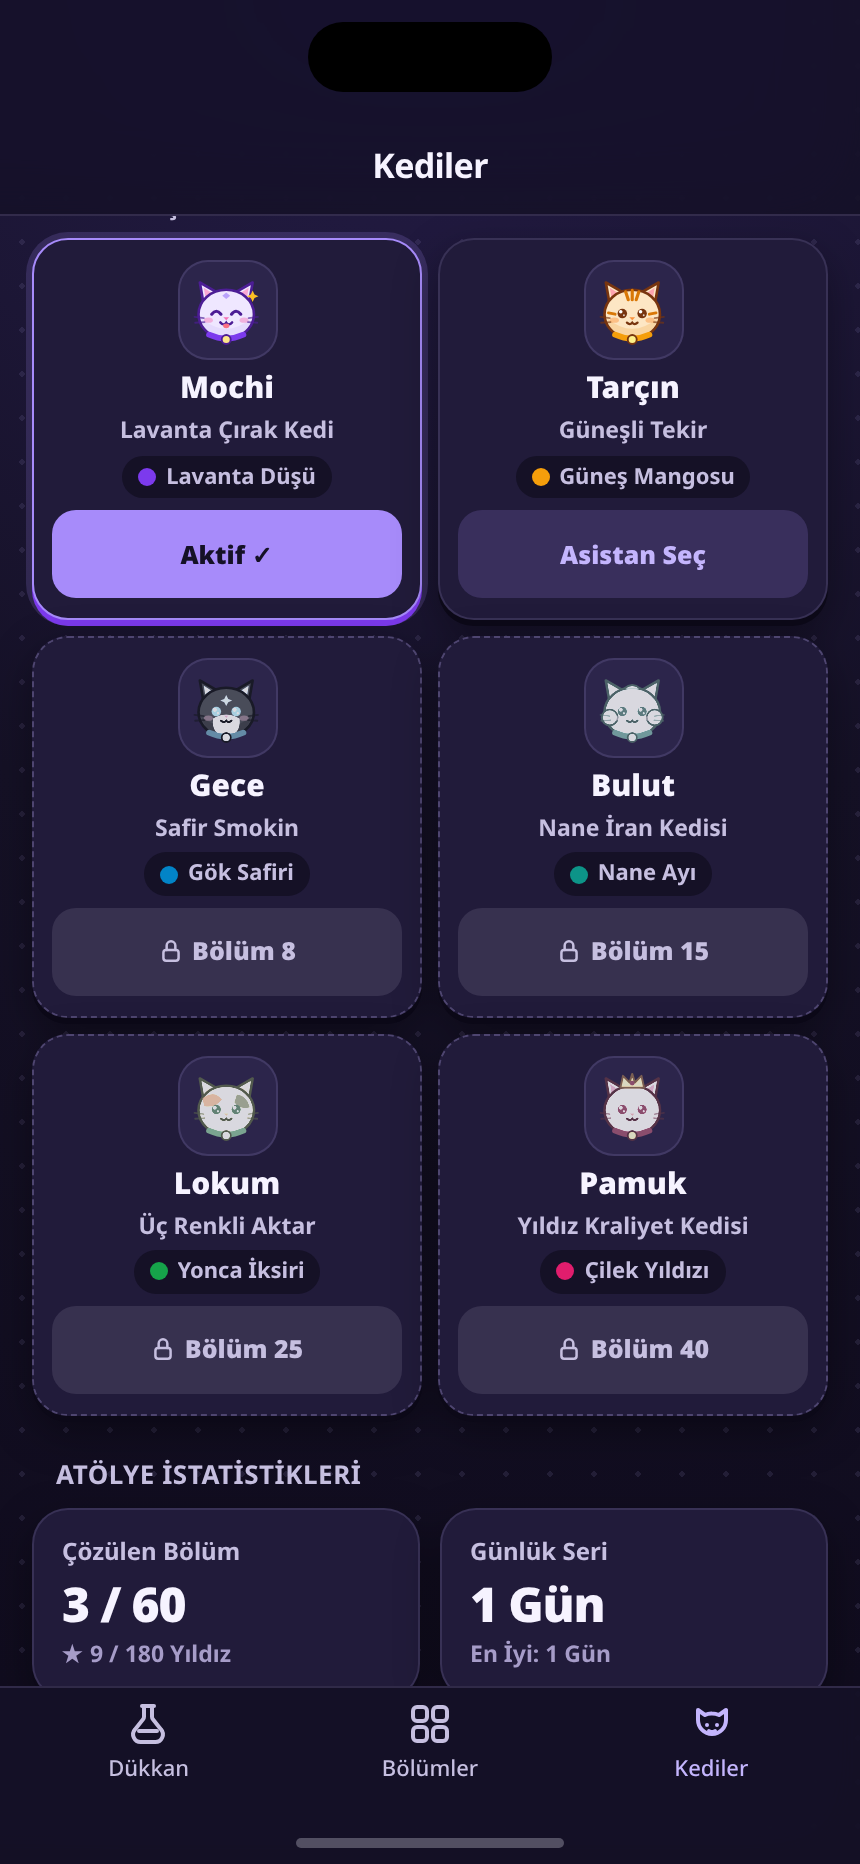 Kediler
Mochi
Lavanta Çırak Kedi
Lavanta Düşü
Aktif ✓
Tarçın
Güneşli Tekir
Güneş Mangosu
Asistan Seç
Gece
Safir Smokin
Gök Safiri
Bölüm 8
Bulut
Nane İran Kedisi
Nane Ayı
Bölüm 15
Lokum
Üç Renkli Aktar
Yonca İksiri
Bölüm 25
Pamuk
Yıldız Kraliyet Kedisi
Çilek Yıldızı
Bölüm 40
ATÖLYE İSTATİSTİKLERİ
Çözülen Bölüm
3 / 60
★ 9 / 180 Yıldız
Günlük Seri
1 Gün
En İyi: 1 Gün
Dükkan
Bölümler
Kediler